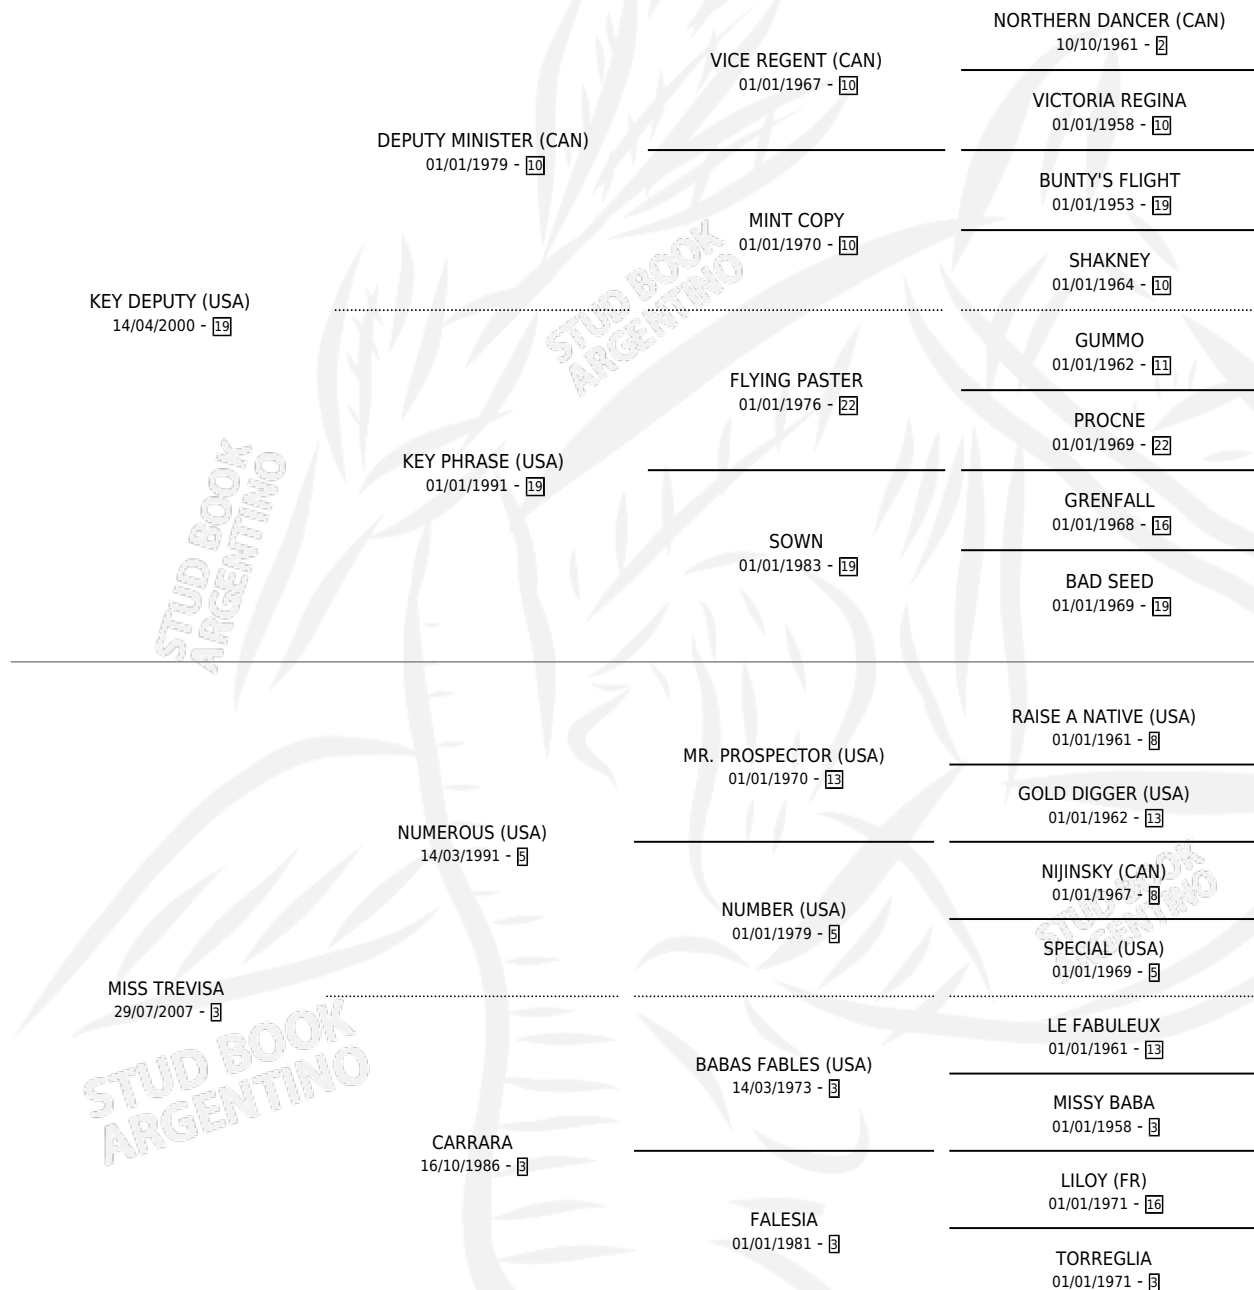 NORTHERN DANCER (CAN)
10/10/1961 - 2
VICE REGENT (CAN)
01/01/1967 - 10
VICTORIA REGINA
01/01/1958 - 10
DEPUTY MINISTER (CAN)
01/01/1979 - 10
BUNTY'S FLIGHT
01/01/1953 - 19
MINT COPY
01/01/1970 - 10
SHAKNEY
01/01/1964 - 10
KEY DEPUTY (USA)
14/04/2000 - 19
GUMMO
01/01/1962 - 11
FLYING PASTER
01/01/1976 - 22
PROCNE
01/01/1969 - 22
KEY PHRASE (USA)
01/01/1991 - 19
GRENFALL
01/01/1968 - 16
SOWN
01/01/1983 - 19
BAD SEED
01/01/1969 - 19
STUD BOOK
ARGENTINO
STUD BOOK
ARGENTINO
RAISE A NATIVE (USA)
01/01/1961 - 8
MR. PROSPECTOR (USA)
01/01/1970 - 13
GOLD DIGGER (USA)
01/01/1962 - 13
NUMEROUS (USA)
14/03/1991 - 5
NIJINSKY (CAN)
01/01/1967 - 8
NUMBER (USA)
01/01/1979 - 5
SPECIAL (USA)
01/01/1969 - 5
STUD BOOK
ARGENTINO
MISS TREVISA
29/07/2007 - 3
LE FABULEUX
01/01/1961 - 13
BABAS FABLES (USA)
14/03/1973 - 3
MISSY BABA
01/01/1958 - 3
CARRARA
16/10/1986 - 3
LILOY (FR)
01/01/1971 - 16
FALESIA
01/01/1981 - 3
TORREGLIA
01/01/1971 - 3
STUD BOOK
ARGENTINO